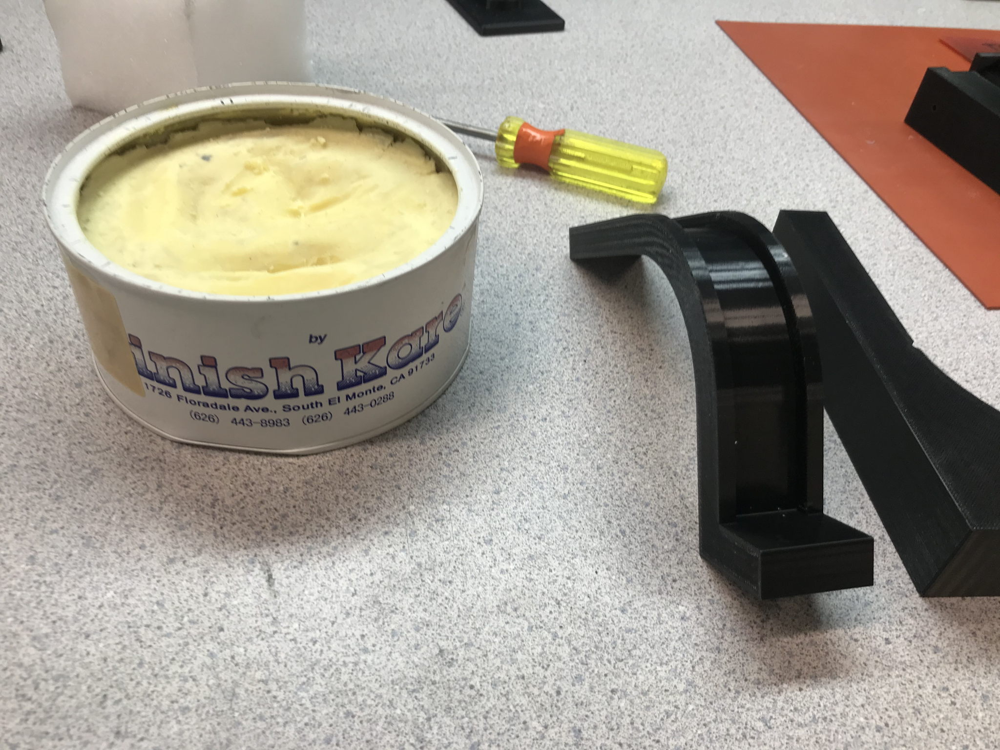 by
inish Kare®
1726 Floradale Ave., South El Monte, CA 91733
(626) 443-8983 (626) 443-0288